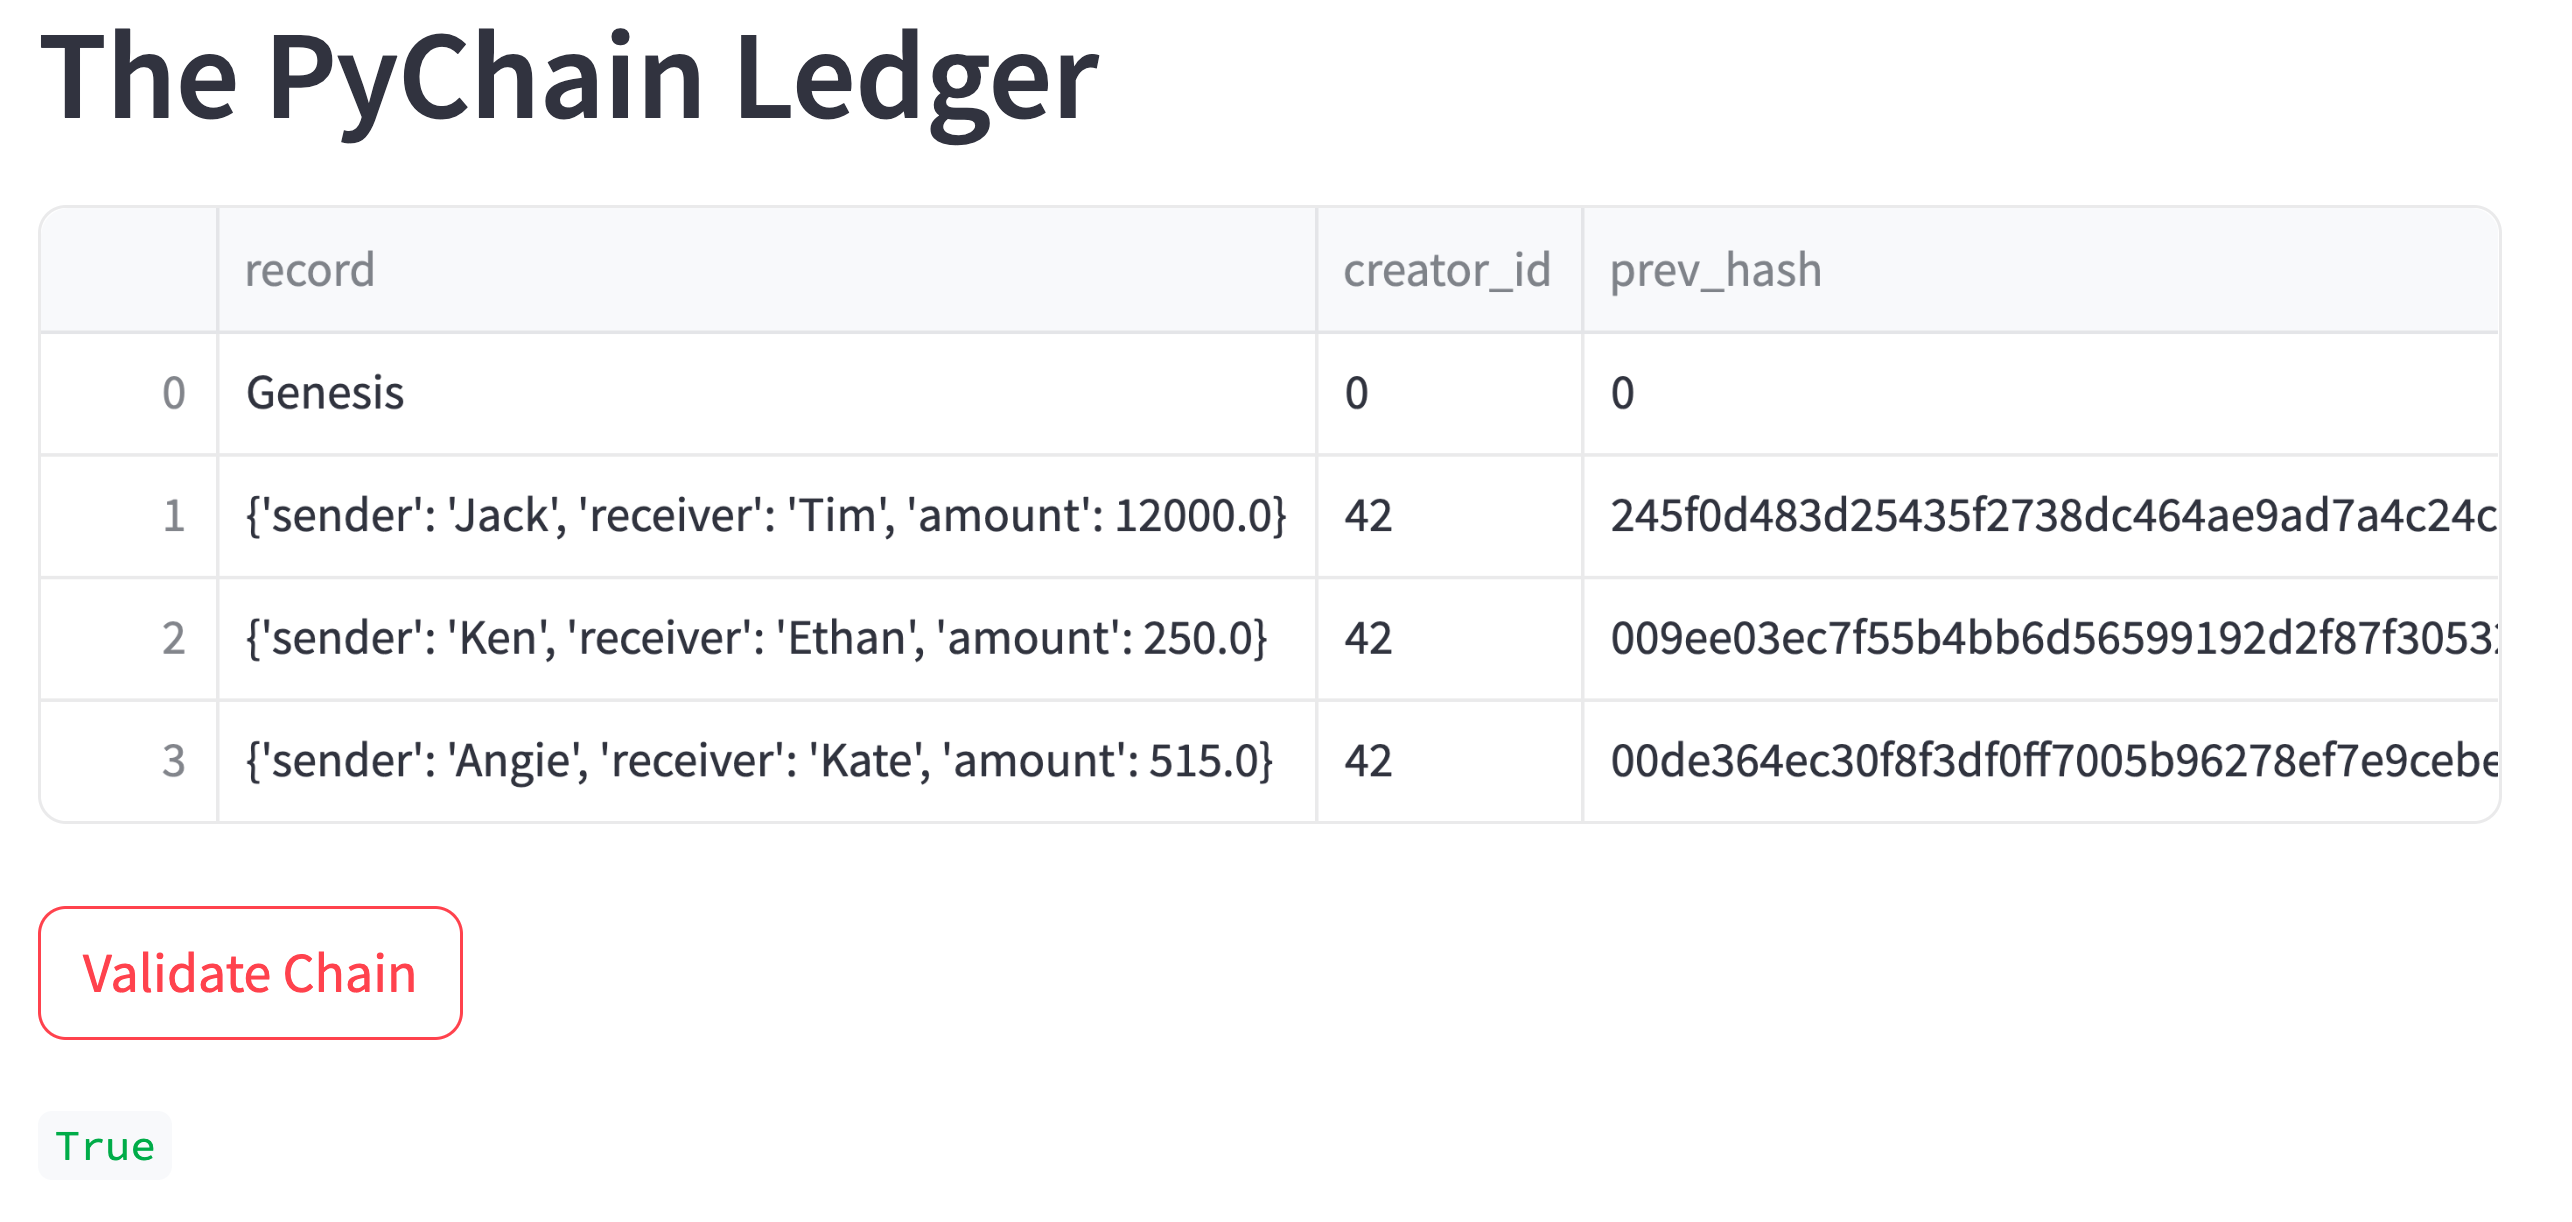 The PyChain Ledger
record creator_id prev_hash
0 Genesis 0 0
1 {'sender': 'Jack', 'receiver': 'Tim', 'amount': 12000.0} 42 245f0d483d25435f2738dc464ae9ad7a4c24c
2 {'sender': 'Ken', 'receiver': 'Ethan', 'amount': 250.0} 42 009ee03ec7f55b4bb6d56599192d2f87f3053
3 {'sender': 'Angie', 'receiver': 'Kate', 'amount': 515.0} 42 00de364ec30f8f3df0ff7005b96278ef7e9cebe
Validate Chain
True